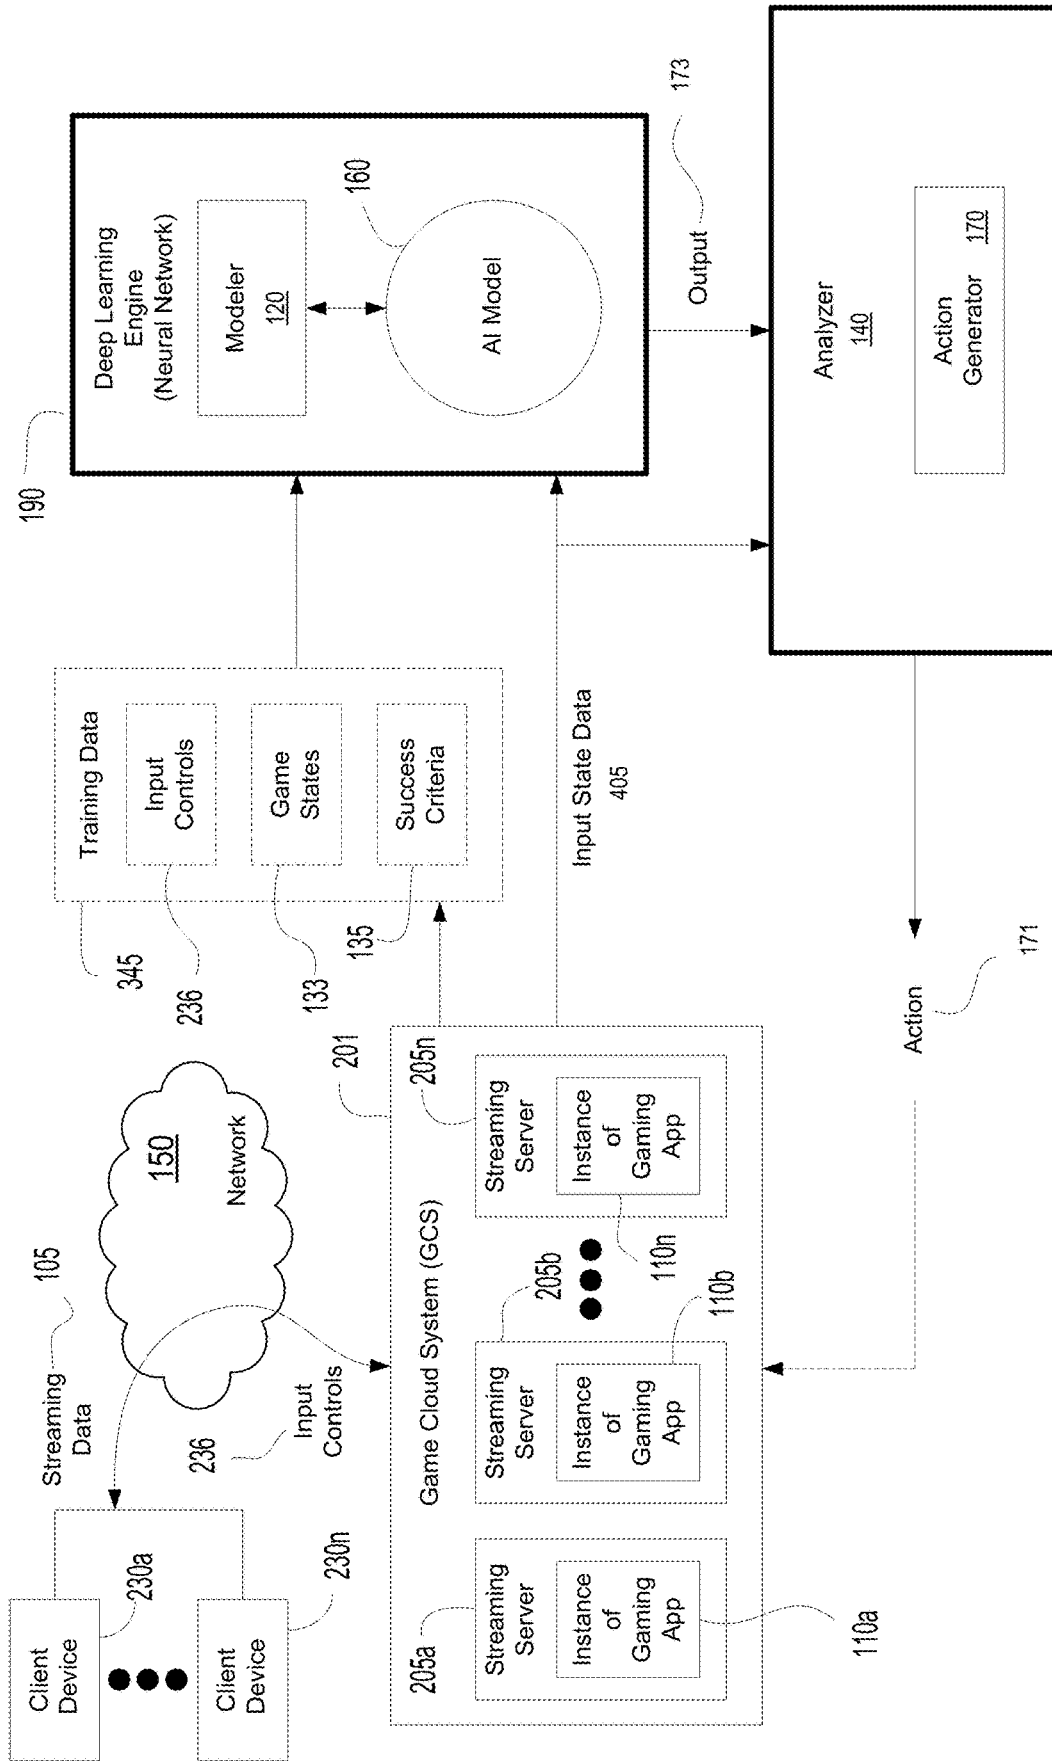 Client
Device
230a
Client
Device
230n
Streaming
Data
105
236
Input
Controls
150
Network
345
Training Data
Input
Controls
236
Game
States
133
Success
Criteria
135
190
Deep Learning
Engine
(Neural Network)
Modeler
120
160
AI Model
201
Game Cloud System (GCS)
205a
Streaming
Server
Instance
of
Gaming
App
110a
205b
Streaming
Server
Instance
of
Gaming
App
110b
205n
Streaming
Server
Instance
of
Gaming
App
110n
Input State Data
405
Output
173
Analyzer
140
Action
Generator
170
Action
171